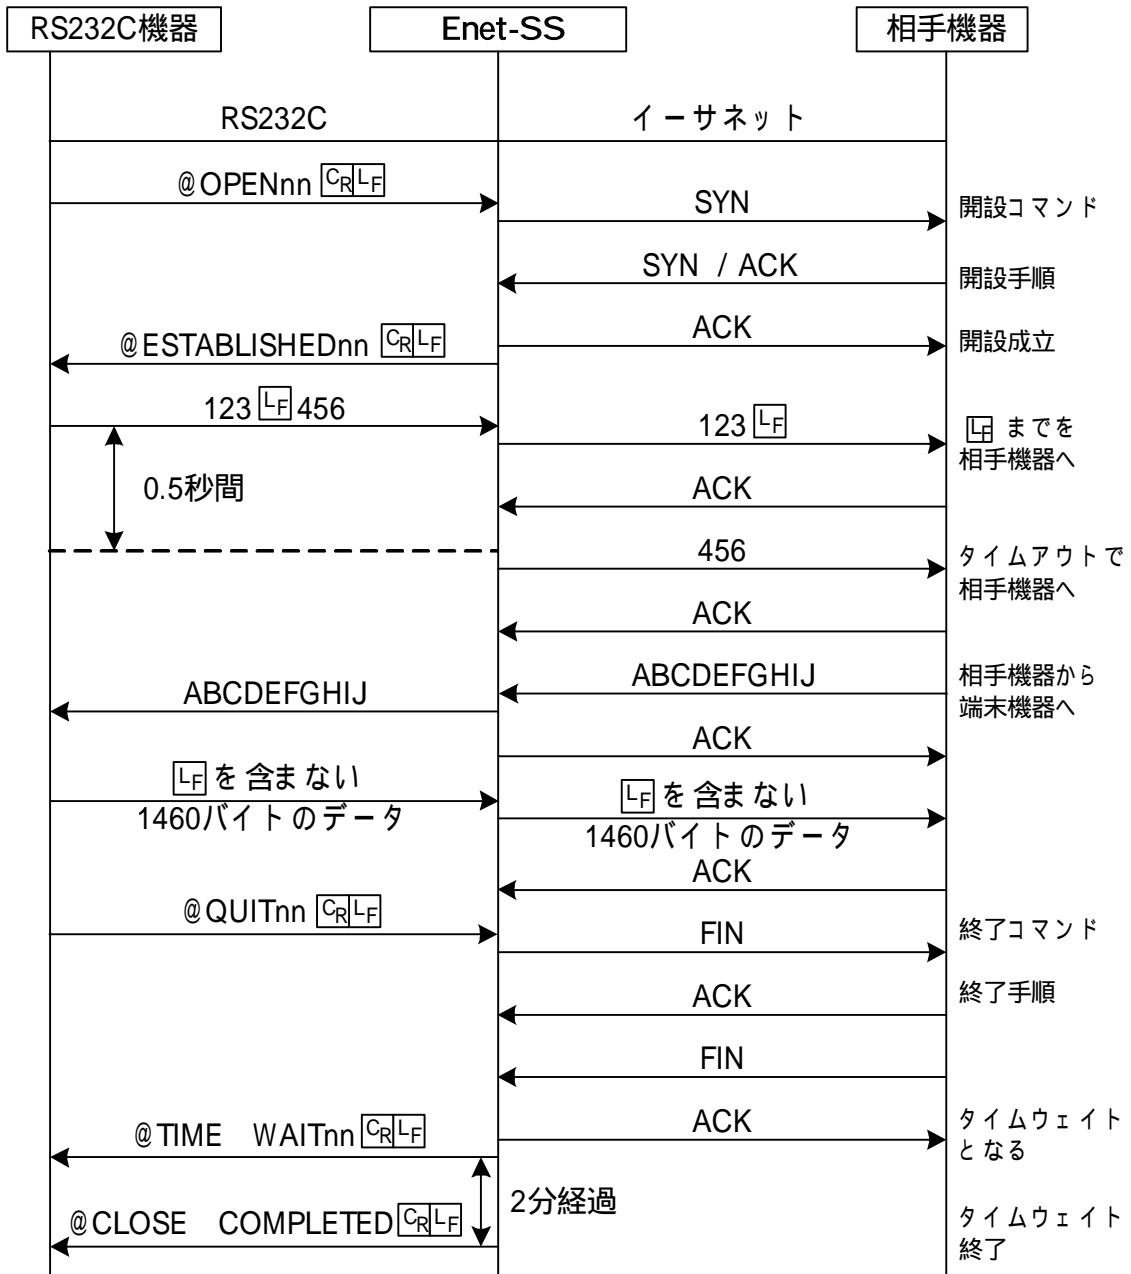 RS232C機器
Enet-SS
相手機器
RS232C
イーサネット
@OPENnn CRLF
SYN
開設コマンド
SYN / ACK
開設手順
@ESTABLISHEDnn CRLF
ACK
開設成立
123 LF 456
123 LF
LF までを
相手機器へ
0.5秒間
ACK
456
タイムアウトで
相手機器へ
ACK
ABCDEFGHIJ
ABCDEFGHIJ
相手機器から
端末機器へ
ACK
LF を含まない
1460バイトのデータ
LF を含まない
1460バイトのデータ
ACK
@QUITnn CRLF
FIN
終了コマンド
ACK
終了手順
FIN
@TIME WAITnn CRLF
ACK
タイムウェイト
となる
2分経過
@CLOSE COMPLETED CRLF
タイムウェイト
終了